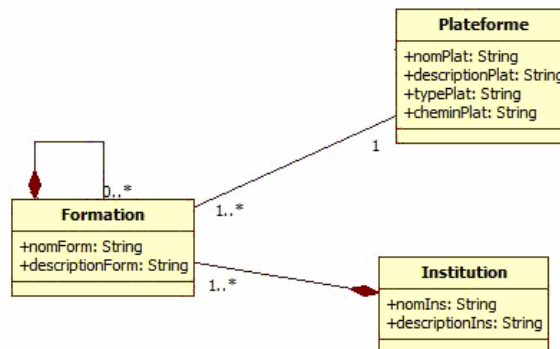 Plateforme
+nomPlat: String
+descriptionPlat: String
+typePlat: String
+cheminPlat: String
1
0..*
Formation
1..*
+nomForm: String
+descriptionForm: String
1..*
Institution
+nomIns: String
+descriptionIns: String